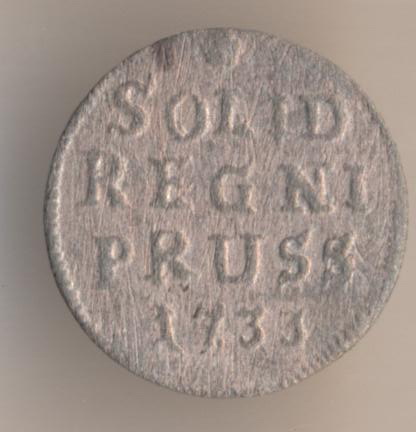 SOLID
REGNI
PRUSS
1733